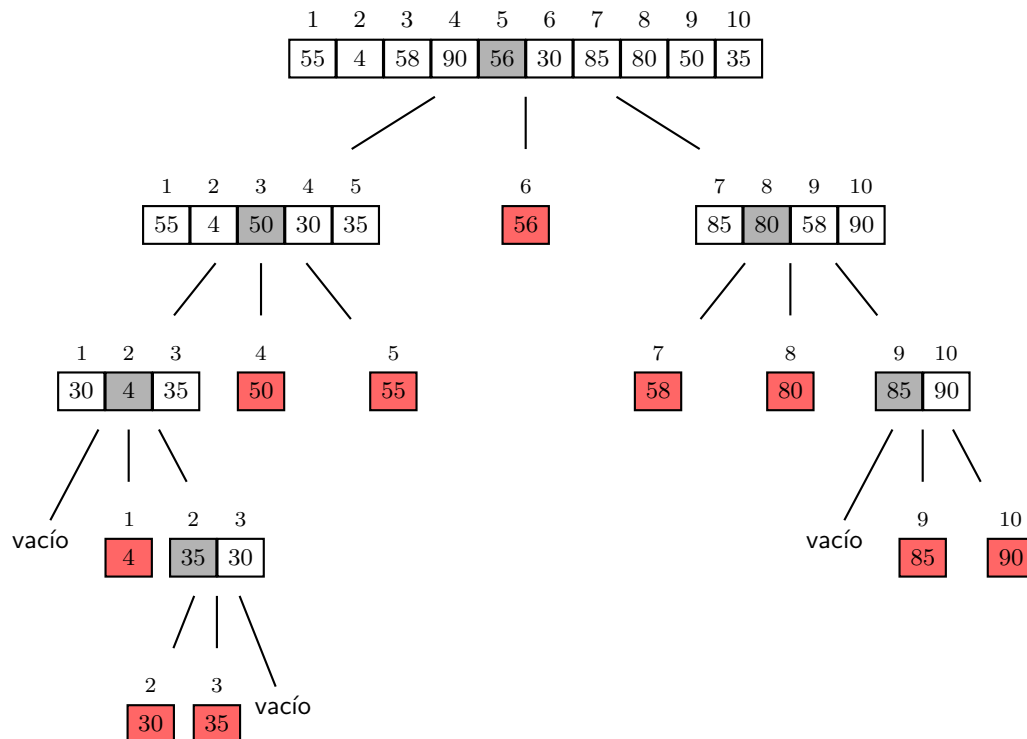 1 2 3 4 5 6 7 8 9 10
55 4 58 90 56 30 85 80 50 35
1 2 3 4 5 6 7 8 9 10
55 4 50 30 35 56 85 80 58 90
1 2 3 4 5 7 8 9 10
30 4 35 50 55 58 80 85 90
1 2 3 9 10
vacío 4 35 30 vacío 85 90
2 3
30 35 vacío